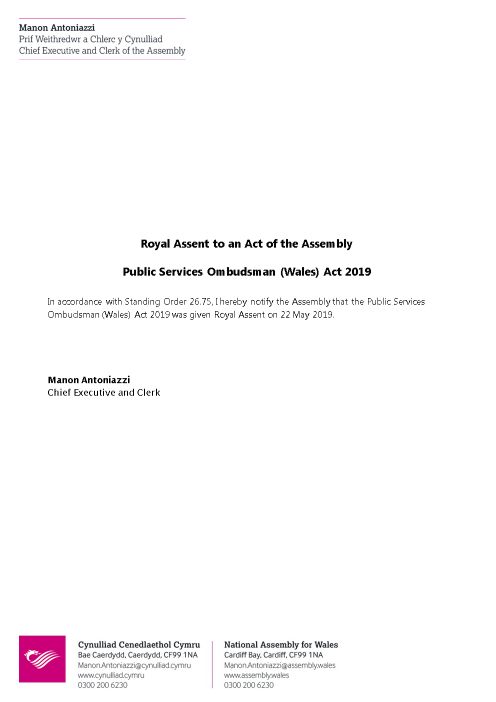 Manon Antoniazzi
Prif Weithredwr a Chlerc y Cynulliad
Chief Executive and Clerk of the Assembly
Royal Assent to an Act of the Assembly
Public Services Ombudsman (Wales) Act 2019
In accordance with Standing Order 26.75, I hereby notify the Assembly that the Public Services
Ombudsman (Wales) Act 2019 was given Royal Assent on 22 May 2019.
Manon Antoniazzi
Chief Executive and Clerk
Cynulliad Cenedlaethol Cymru
Bae Caerdydd, Caerdydd, CF99 1NA
Manon.Antoniazzi@cynulliad.cymru
www.cynulliad.cymru
0300 200 6230
National Assembly for Wales
Cardiff Bay, Cardiff, CF99 1NA
Manon.Antoniazzi@assembly.wales
www.assembly.wales
0300 200 6230